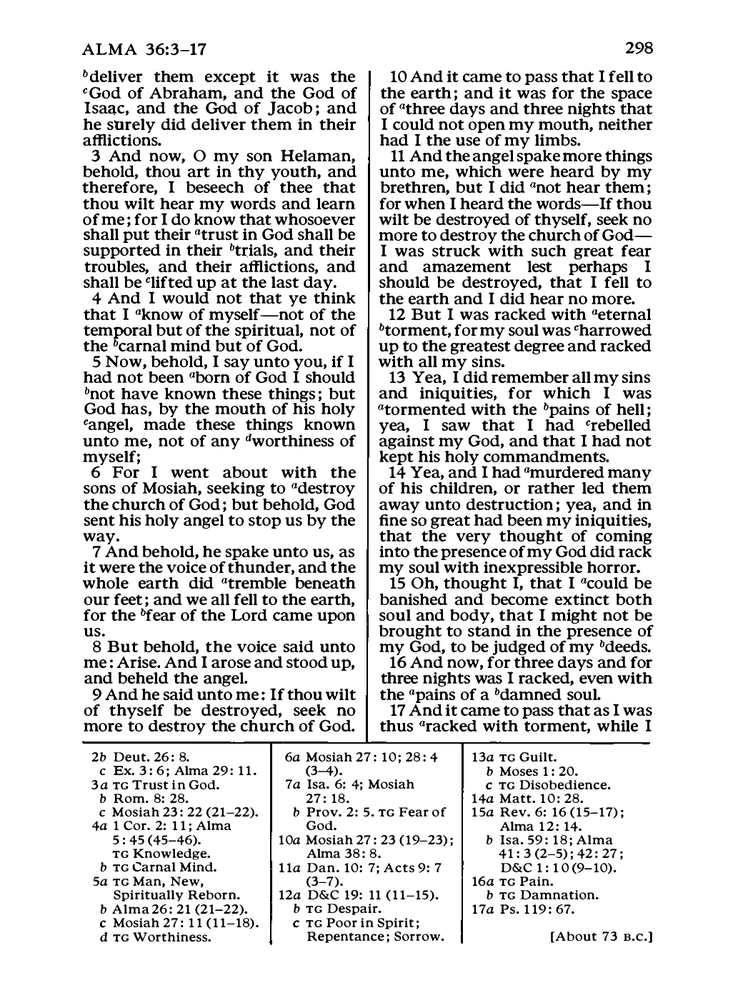 ALMA 36:3–17
298
bdeliver them except it was the
cGod of Abraham, and the God of
Isaac, and the God of Jacob; and
he surely did deliver them in their
afflictions.
3 And now, O my son Helaman,
behold, thou art in thy youth, and
therefore, I beseech of thee that
thou wilt hear my words and learn
of me; for I do know that whosoever
shall put their atrust in God shall be
supported in their btrials, and their
troubles, and their afflictions, and
shall be clifted up at the last day.
4 And I would not that ye think
that I aknow of myself—not of the
temporal but of the spiritual, not of
the bcarnal mind but of God.
5 Now, behold, I say unto you, if I
had not been aborn of God I should
bnot have known these things; but
God has, by the mouth of his holy
cangel, made these things known
unto me, not of any dworthiness of
myself;
6 For I went about with the
sons of Mosiah, seeking to adestroy
the church of God; but behold, God
sent his holy angel to stop us by the
way.
7 And behold, he spake unto us, as
it were the voice of thunder, and the
whole earth did atremble beneath
our feet; and we all fell to the earth,
for the bfear of the Lord came upon
us.
8 But behold, the voice said unto
me: Arise. And I arose and stood up,
and beheld the angel.
9 And he said unto me: If thou wilt
of thyself be destroyed, seek no
more to destroy the church of God.
10 And it came to pass that I fell to
the earth; and it was for the space
of athree days and three nights that
I could not open my mouth, neither
had I the use of my limbs.
11 And the angel spake more things
unto me, which were heard by my
brethren, but I did anot hear them;
for when I heard the words—If thou
wilt be destroyed of thyself, seek no
more to destroy the church of God—
I was struck with such great fear
and amazement lest perhaps I
should be destroyed, that I fell to
the earth and I did hear no more.
12 But I was racked with aeternal
btorment, for my soul was charrowed
up to the greatest degree and racked
with all my sins.
13 Yea, I did remember all my sins
and iniquities, for which I was
atormented with the bpains of hell;
yea, I saw that I had crebelled
against my God, and that I had not
kept his holy commandments.
14 Yea, and I had amurdered many
of his children, or rather led them
away unto destruction; yea, and in
fine so great had been my iniquities,
that the very thought of coming
into the presence of my God did rack
my soul with inexpressible horror.
15 Oh, thought I, that I acould be
banished and become extinct both
soul and body, that I might not be
brought to stand in the presence of
my God, to be judged of my bdeeds.
16 And now, for three days and for
three nights was I racked, even with
the apains of a bdamned soul.
17 And it came to pass that as I was
thus aracked with torment, while I
2b Deut. 26: 8.
c Ex. 3: 6; Alma 29: 11.
3a TG Trust in God.
b Rom. 8: 28.
c Mosiah 23: 22 (21–22).
4a 1 Cor. 2: 11; Alma
5: 45 (45–46).
TG Knowledge.
b TG Carnal Mind.
5a TG Man, New,
Spiritually Reborn.
b Alma 26: 21 (21–22).
c Mosiah 27: 11 (11–18).
d TG Worthiness.
6a Mosiah 27: 10; 28: 4
(3–4).
7a Isa. 6: 4; Mosiah
27: 18.
b Prov. 2: 5. TG Fear of
God.
10a Mosiah 27: 23 (19–23);
Alma 38: 8.
11a Dan. 10: 7; Acts 9: 7
(3–7).
12a D&C 19: 11 (11–15).
b TG Despair.
c TG Poor in Spirit;
Repentance; Sorrow.
13a TG Guilt.
b Moses 1: 20.
c TG Disobedience.
14a Matt. 10: 28.
15a Rev. 6: 16 (15–17);
Alma 12: 14.
b Isa. 59: 18; Alma
41: 3 (2–5); 42: 27;
D&C 1: 10 (9–10).
16a TG Pain.
b TG Damnation.
17a Ps. 119: 67.
[About 73 B.C.]